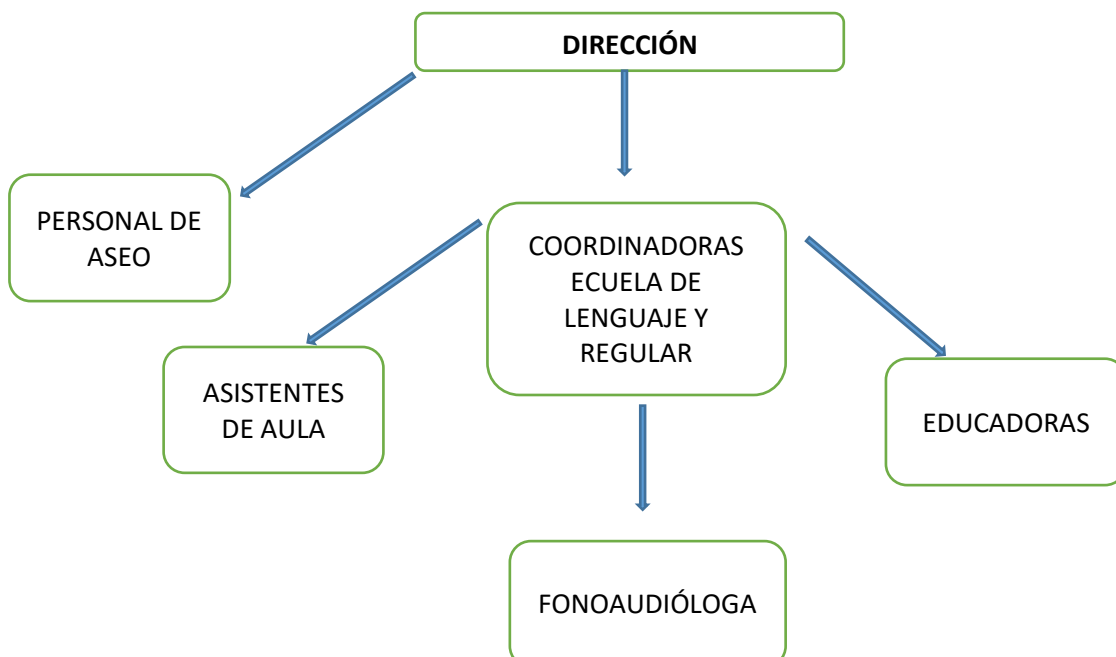 DIRECCIÓN
PERSONAL DE
ASEO
COORDINADORAS
ECUELA DE
LENGUAJE Y
REGULAR
ASISTENTES
DE AULA
EDUCADORAS
FONOAUDIÓLOGA